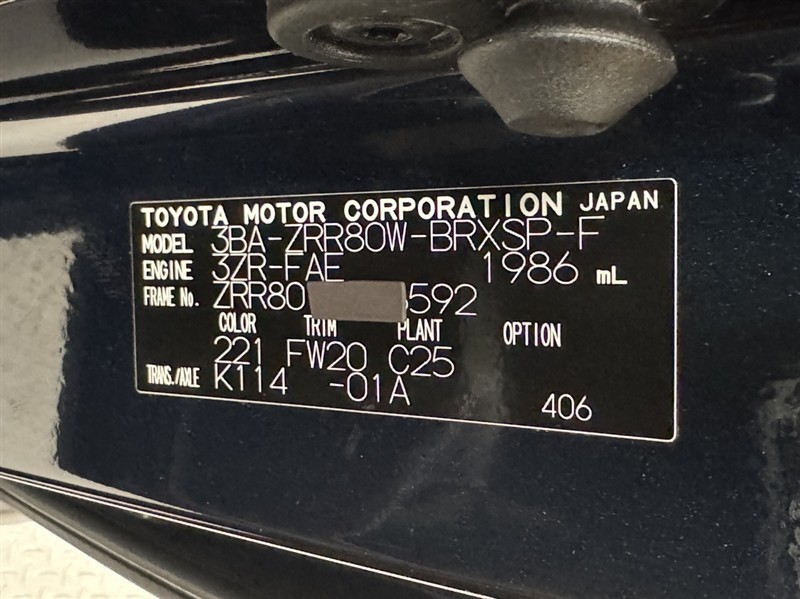 TOYOTA MOTOR CORPORATION JAPAN
MODEL 3BA-ZRR80W-BRXSP-F
ENGINE 3ZR-FAE 1986 mL
FRAME No. ZRR80 592
COLOR TRIM PLANT OPTION
221 FW20 C25
TRANS./AXLE K114 -01A
406